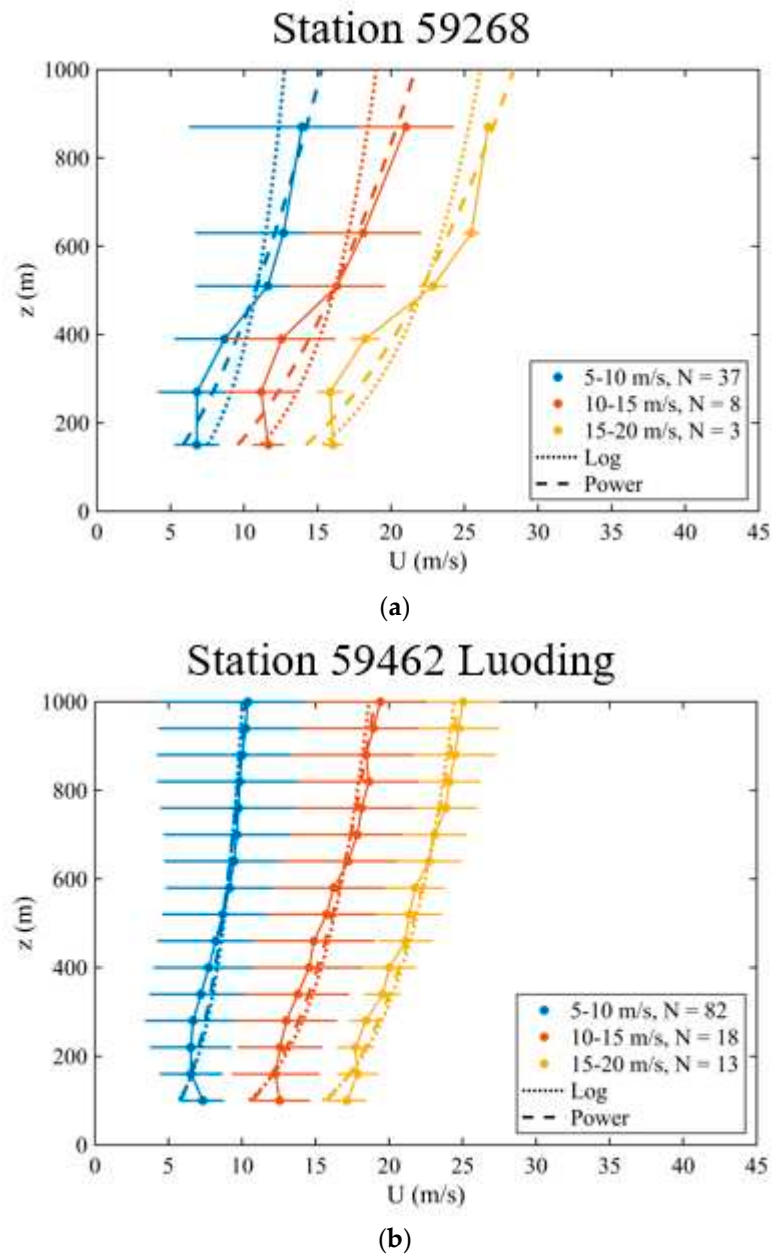 Station 59268
1000
800
600
400
200
0
z (m)
5-10 m/s, N = 37
10-15 m/s, N = 8
15-20 m/s, N = 3
Log
Power
0 5 10 15 20 25 30 35 40 45
U (m/s)
(a)
Station 59462 Luoding
1000
800
600
400
200
0
z (m)
5-10 m/s, N = 82
10-15 m/s, N = 18
15-20 m/s, N = 13
Log
Power
0 5 10 15 20 25 30 35 40 45
U (m/s)
(b)